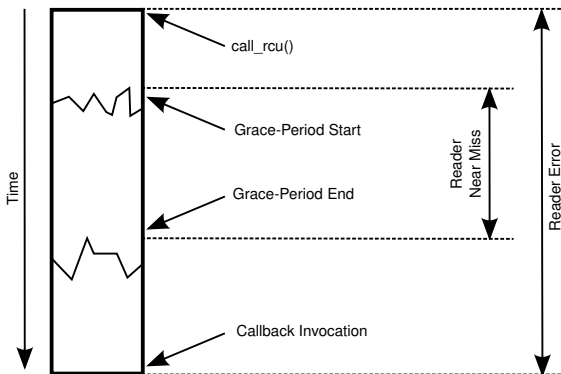 call_rcu()
Grace-Period Start
Reader
Near Miss
Time
Reader Error
Grace-Period End
Callback Invocation